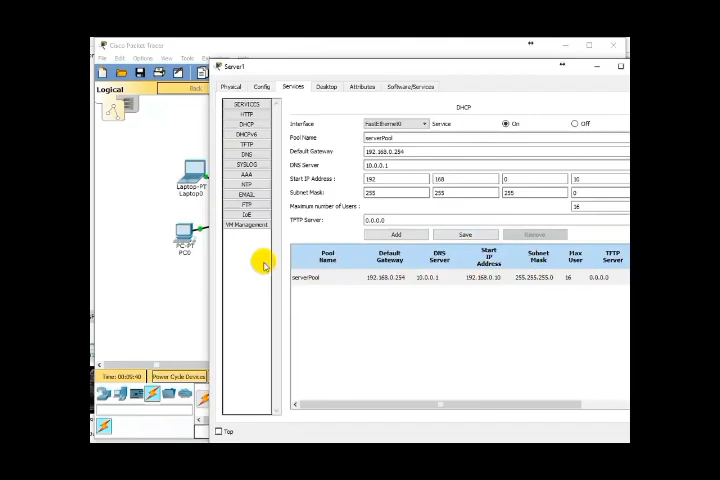 Cisco Packet Tracer
File Edit Options View Tools
Server1
Physical Config Services Desktop Attributes Software/Services
Logical
Back
SERVICES
HTTP
DHCP
DHCPv6
TFTP
DNS
SYSLOG
AAA
NTP
EMAIL
FTP
IoE
VM Management
DHCP
Interface FastEthernet0 Service On Off
Pool Name serverPool
Default Gateway 192.168.0.254
DNS Server 10.0.0.1
Start IP Address : 192 168 0 10
Subnet Mask: 255 255 255 0
Maximum number of Users : 16
TFTP Server: 0.0.0.0
Add Save Remove
Pool Name Default Gateway DNS Server Start IP Address Subnet Mask Max User TFTP Server
serverPool 192.168.0.254 10.0.0.1 192.168.0.10 255.255.255.0 16 0.0.0.0
Laptop-PT
Laptop0
PC-PT
PC0
Time: 00:09:40 Power Cycle Devices
Top